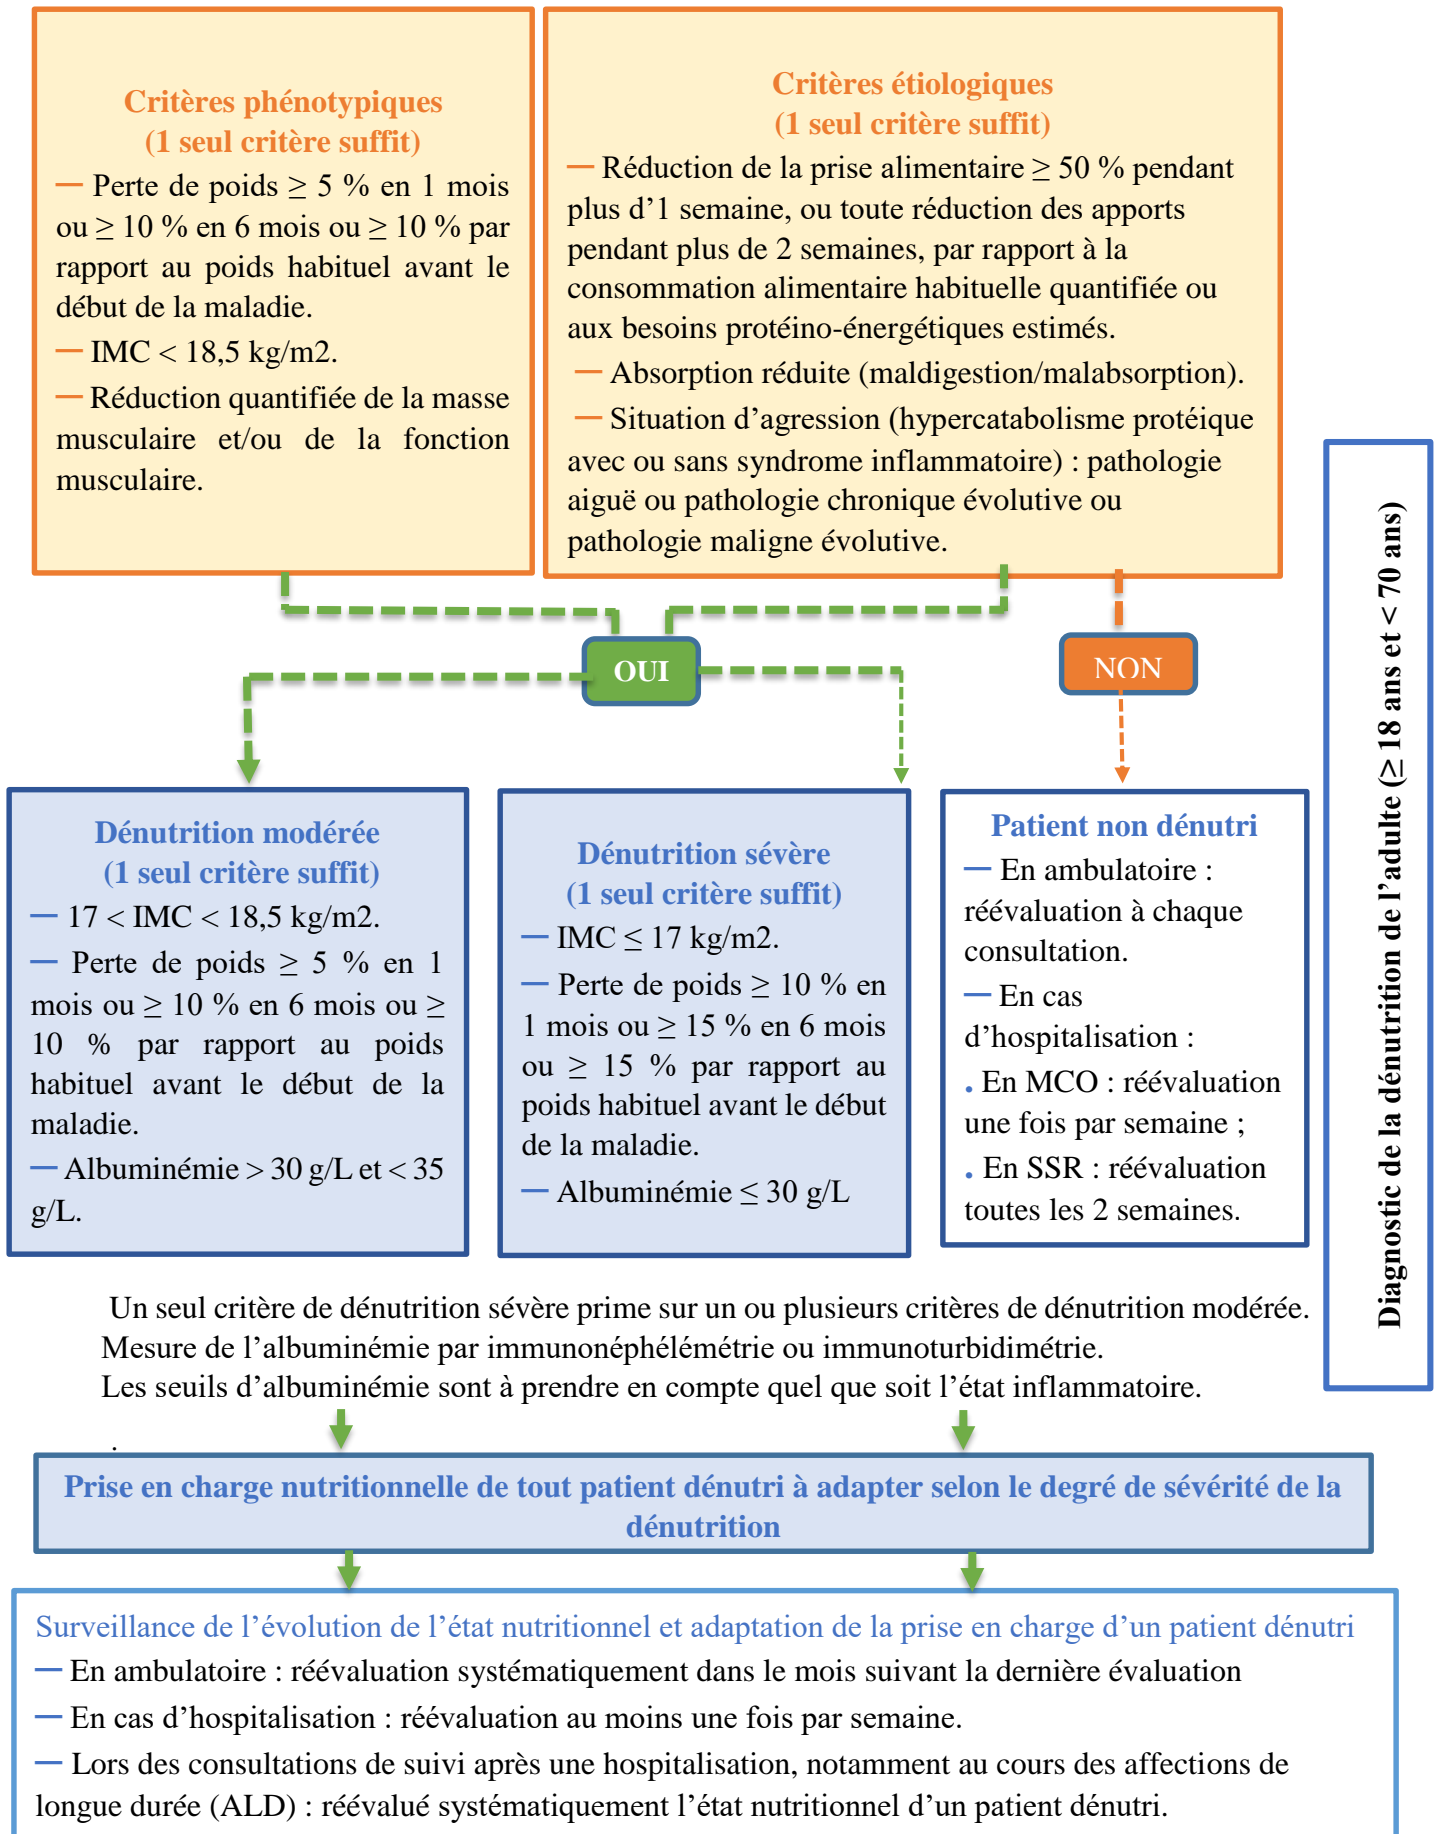 Critères phénotypiques
(1 seul critère suffit)
— Perte de poids ≥ 5 % en 1 mois
ou ≥ 10 % en 6 mois ou ≥ 10 % par
rapport au poids habituel avant le
début de la maladie.
— IMC < 18,5 kg/m2.
— Réduction quantifiée de la masse
musculaire et/ou de la fonction
musculaire.
Critères étiologiques
(1 seul critère suffit)
— Réduction de la prise alimentaire ≥ 50 % pendant
plus d’1 semaine, ou toute réduction des apports
pendant plus de 2 semaines, par rapport à la
consommation alimentaire habituelle quantifiée ou
aux besoins protéino-énergétiques estimés.
— Absorption réduite (maldigestion/malabsorption).
— Situation d’agression (hypercatabolisme protéique
avec ou sans syndrome inflammatoire) : pathologie
aiguë ou pathologie chronique évolutive ou
pathologie maligne évolutive.
OUI
NON
Dénutrition modérée
(1 seul critère suffit)
— 17 < IMC < 18,5 kg/m2.
— Perte de poids ≥ 5 % en 1
mois ou ≥ 10 % en 6 mois ou ≥
10 % par rapport au poids
habituel avant le début de la
maladie.
— Albuminémie > 30 g/L et < 35
g/L.
Dénutrition sévère
(1 seul critère suffit)
— IMC ≤ 17 kg/m2.
— Perte de poids ≥ 10 % en
1 mois ou ≥ 15 % en 6 mois
ou ≥ 15 % par rapport au
poids habituel avant le début
de la maladie.
— Albuminémie ≤ 30 g/L
Patient non dénutri
— En ambulatoire :
réévaluation à chaque
consultation.
— En cas
d’hospitalisation :
. En MCO : réévaluation
une fois par semaine ;
. En SSR : réévaluation
toutes les 2 semaines.
Diagnostic de la dénutrition de l’adulte (≥ 18 ans et < 70 ans)
Un seul critère de dénutrition sévère prime sur un ou plusieurs critères de dénutrition modérée.
Mesure de l’albuminémie par immunonéphélémétrie ou immunoturbidimétrie.
Les seuils d’albuminémie sont à prendre en compte quel que soit l’état inflammatoire.
.
Prise en charge nutritionnelle de tout patient dénutri à adapter selon le degré de sévérité de la
dénutrition
Surveillance de l’évolution de l’état nutritionnel et adaptation de la prise en charge d’un patient dénutri
— En ambulatoire : réévaluation systématiquement dans le mois suivant la dernière évaluation
— En cas d’hospitalisation : réévaluation au moins une fois par semaine.
— Lors des consultations de suivi après une hospitalisation, notamment au cours des affections de
longue durée (ALD) : réévalué systématiquement l’état nutritionnel d’un patient dénutri.